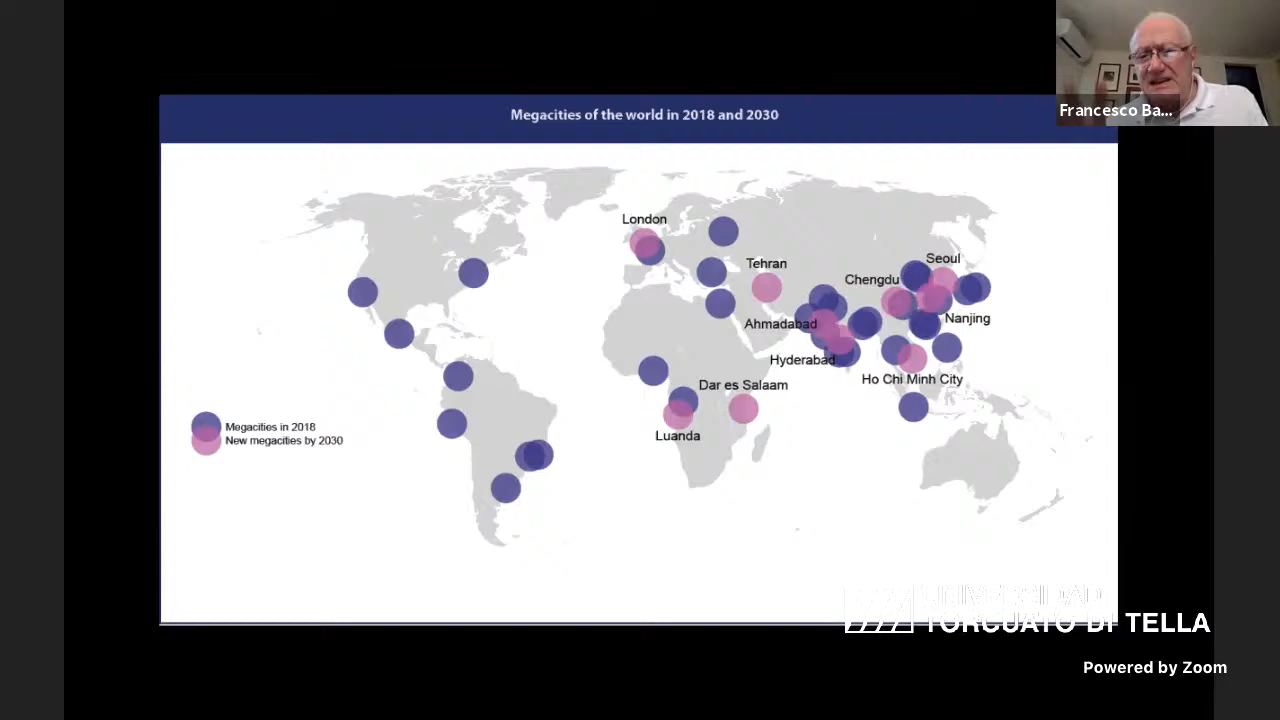 Megacities of the world in 2018 and 2030
Francesco Ba...
London
Tehran
Seoul
Chengdu
Ahmadabad
Nanjing
Hyderabad
Ho Chi Minh City
Dar es Salaam
Luanda
Megacities in 2018
New megacities by 2030
UNIVERSIDAD
TORCUATO DI TELLA
Powered by Zoom